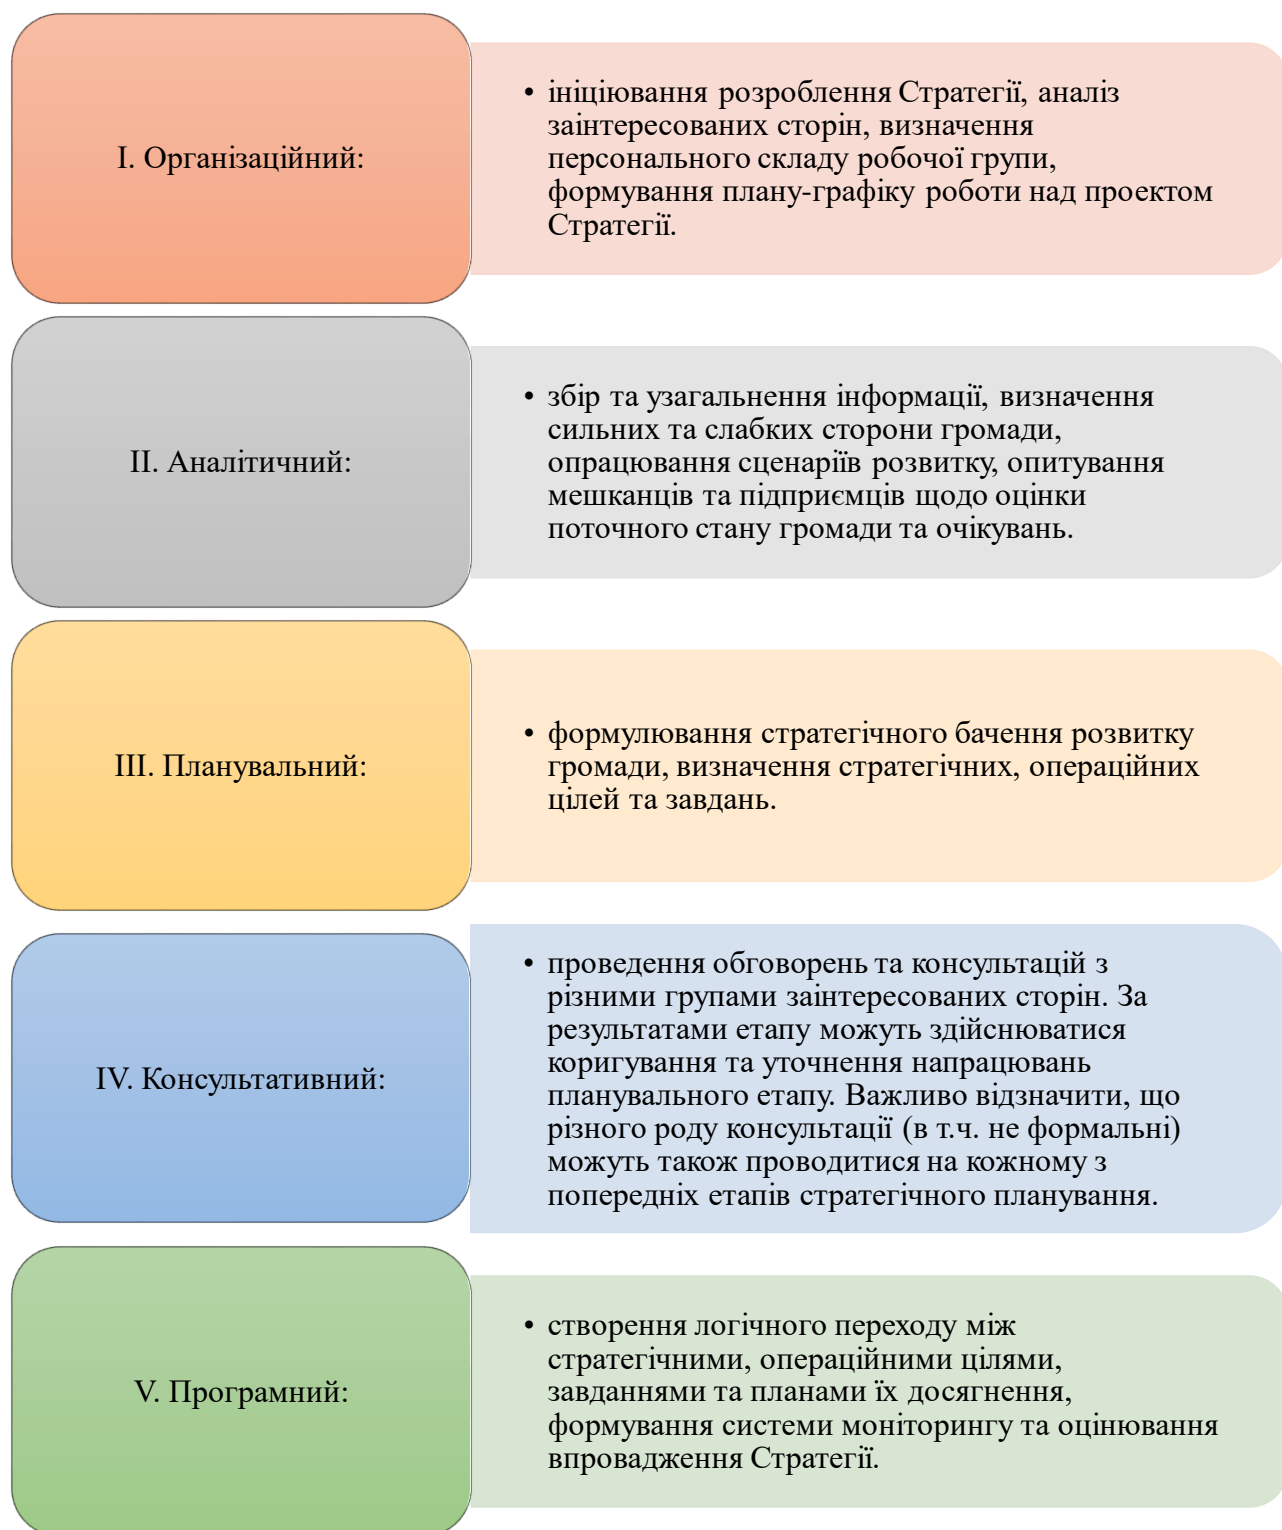 I. Організаційний:
• ініціювання розроблення Стратегії, аналіз
заінтересованих сторін, визначення
персонального складу робочої групи,
формування плану-графіку роботи над проектом
Стратегії.
II. Аналітичний:
• збір та узагальнення інформації, визначення
сильних та слабких сторони громади,
опрацювання сценаріїв розвитку, опитування
мешканців та підприємців щодо оцінки
поточного стану громади та очікувань.
III. Планувальний:
• формулювання стратегічного бачення розвитку
громади, визначення стратегічних, операційних
цілей та завдань.
IV. Консультативний:
• проведення обговорень та консультацій з
різними групами заінтересованих сторін. За
результатами етапу можуть здійснюватися
коригування та уточнення напрацювань
планувального етапу. Важливо відзначити, що
різного роду консультації (в т.ч. не формальні)
можуть також проводитися на кожному з
попередніх етапів стратегічного планування.
V. Програмний:
• створення логічного переходу між
стратегічними, операційними цілями,
завданнями та планами їх досягнення,
формування системи моніторингу та оцінювання
впровадження Стратегії.